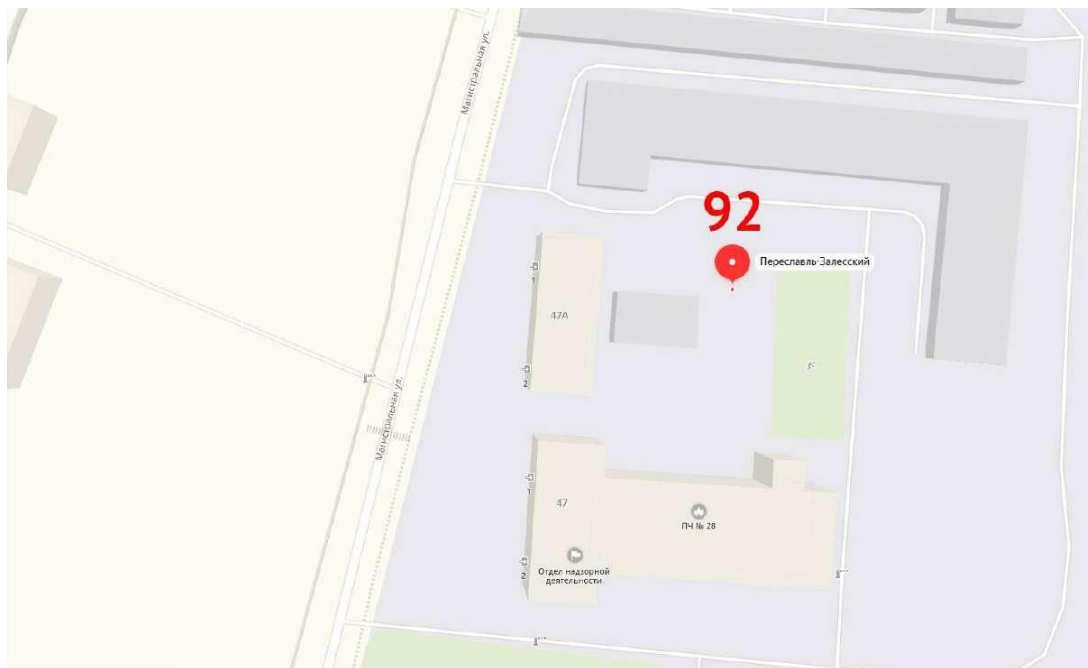 Магистральная ул.
92
Переславль-Залесский
1
47А
2
Магистральная ул.
1
47
ПЧ № 28
Отдел надзорной
деятельности
2